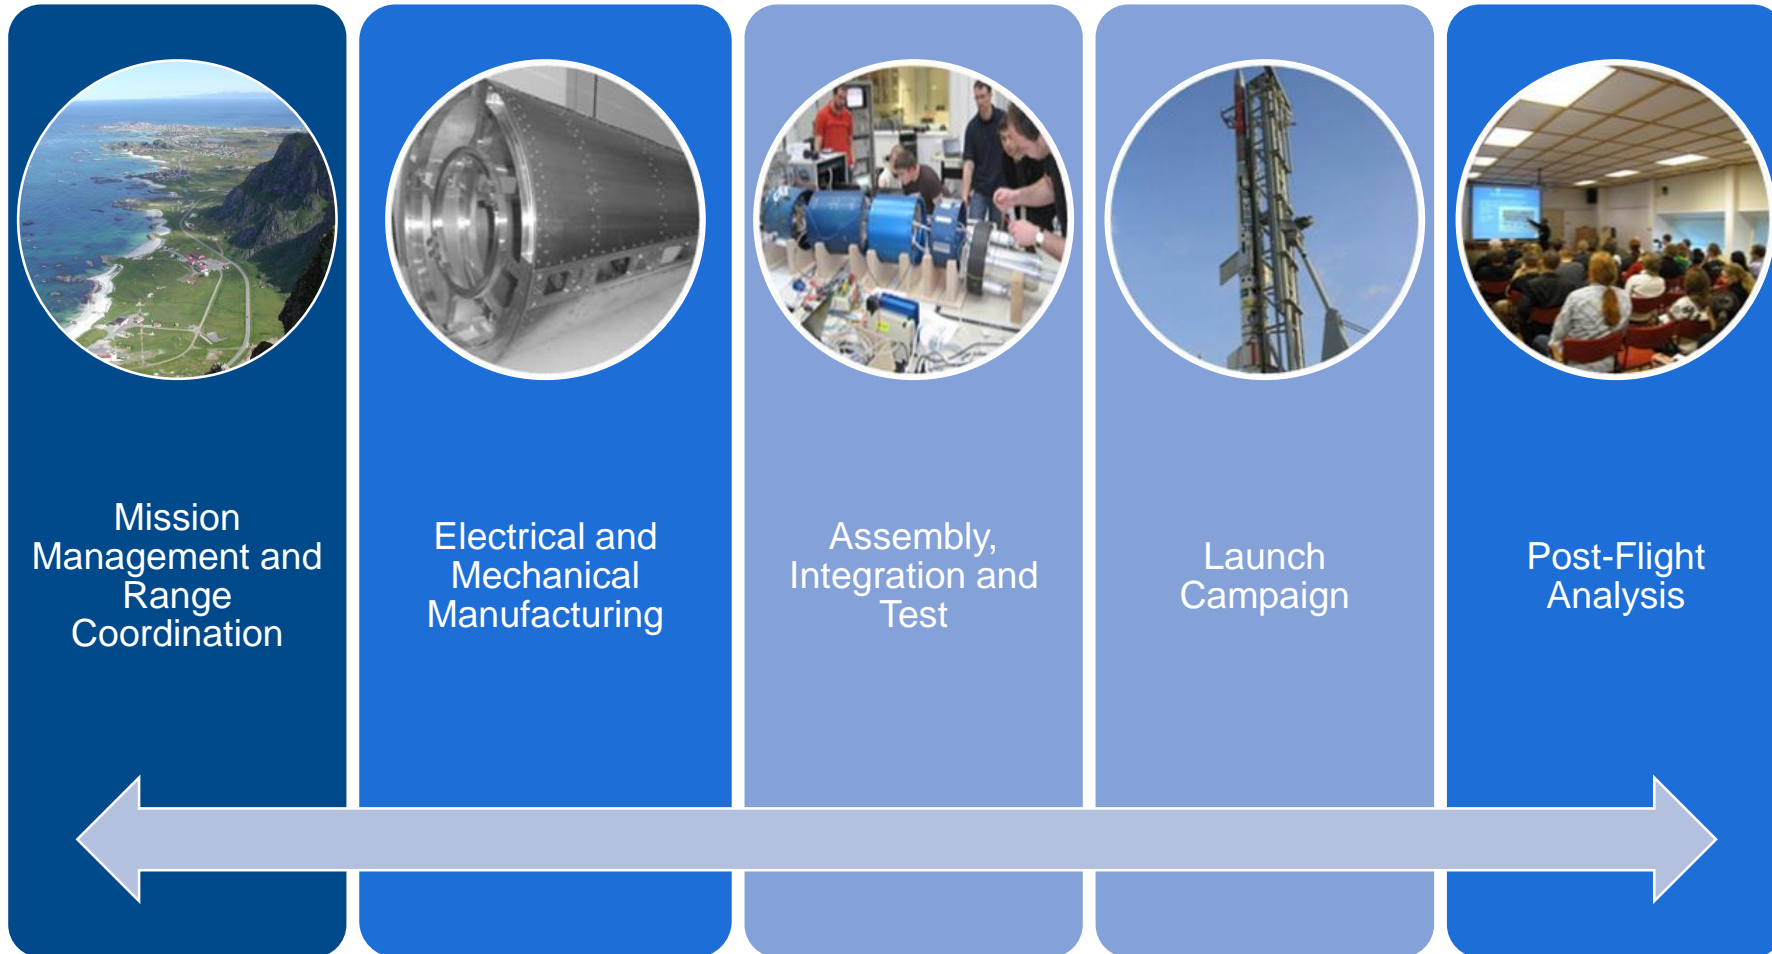 Mission
Management and
Range
Coordination
Electrical and
Mechanical
Manufacturing
Assembly,
Integration and
Test
Launch
Campaign
Post-Flight
Analysis